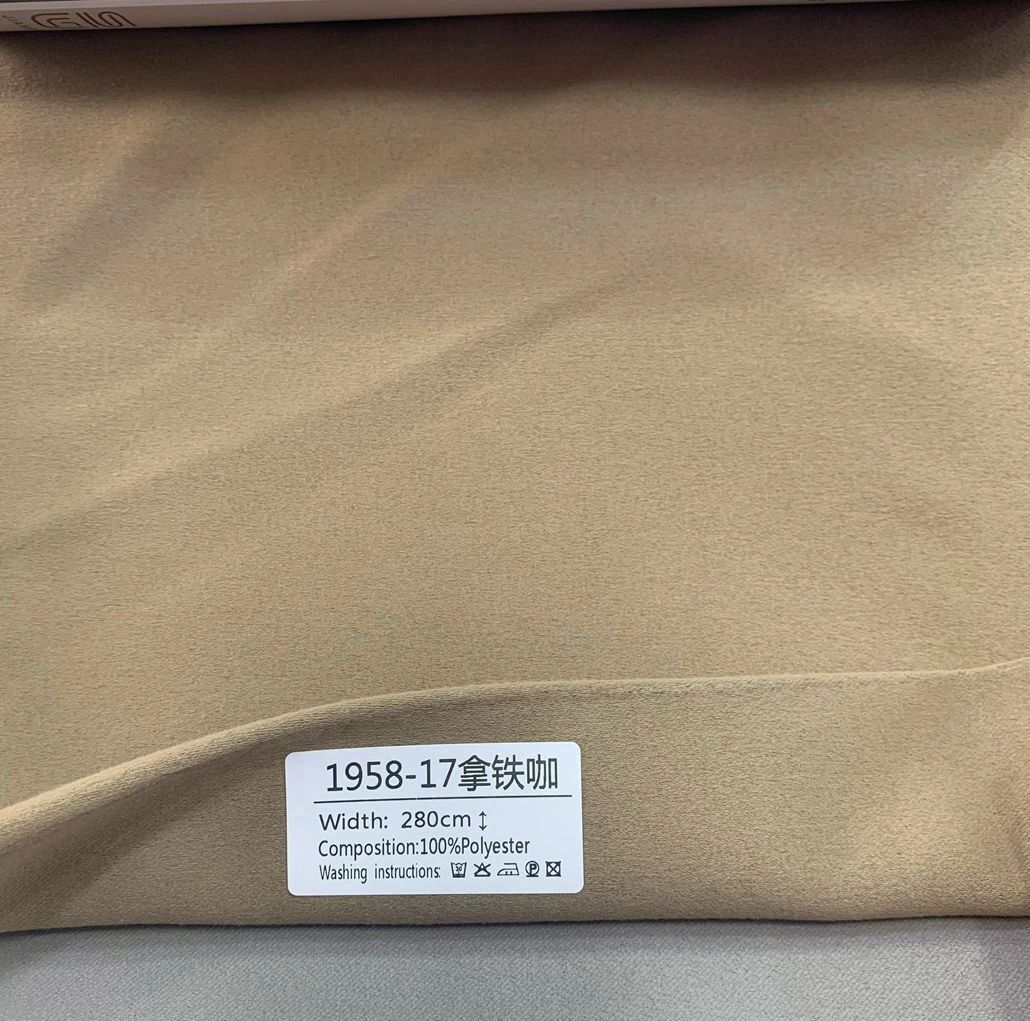 1958-17拿铁咖
Width: 280cm
Composition:100%Polyester
Washing instructions: